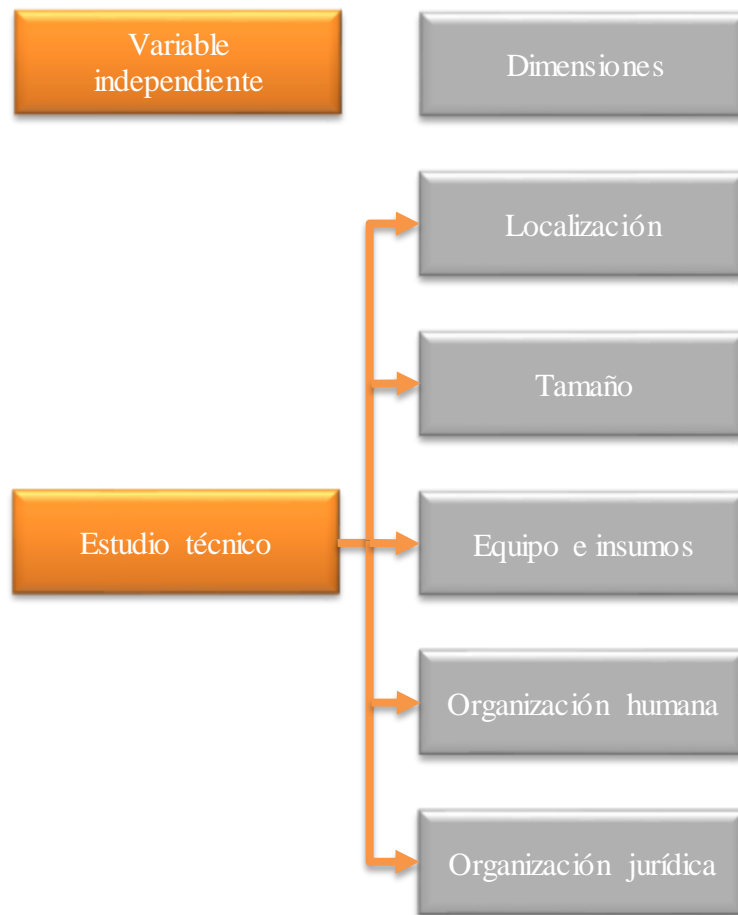 Variable
independiente
Dimensiones
Localización
Tamaño
Estudio técnico
Equipo e insumos
Organización humana
Organización jurídica